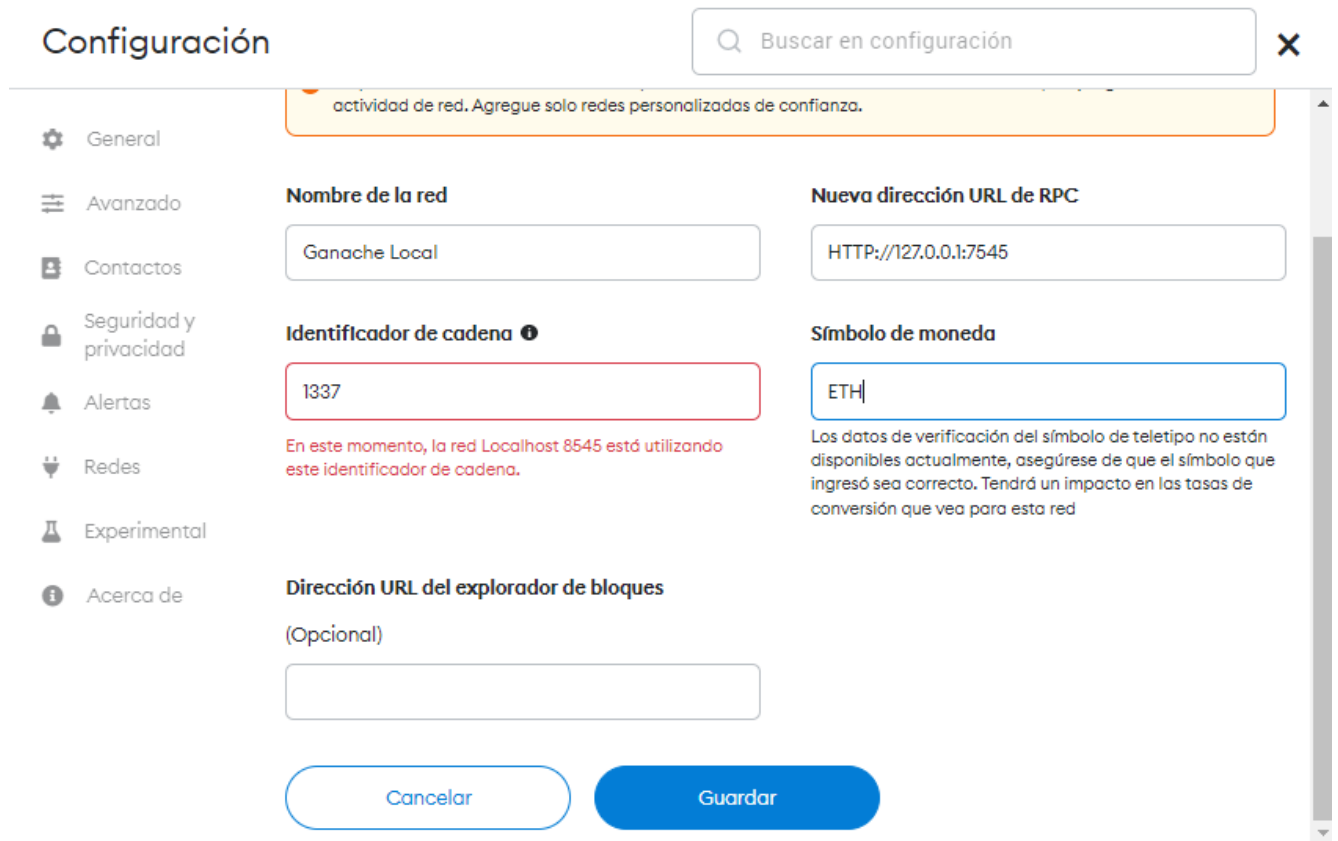 Configuración
Buscar en configuración
actividad de red. Agregue solo redes personalizadas de confianza.
General
Avanzado
Contactos
Seguridad y
privacidad
Alertas
Redes
Experimental
Acerca de
Nombre de la red
Ganache Local
Nueva dirección URL de RPC
HTTP://127.0.0.1:7545
Identificador de cadena
1337
En este momento, la red Localhost 8545 está utilizando
este identificador de cadena.
Símbolo de moneda
ETH
Los datos de verificación del símbolo de teletipo no están
disponibles actualmente, asegúrese de que el símbolo que
ingresó sea correcto. Tendrá un impacto en las tasas de
conversión que vea para esta red
Dirección URL del explorador de bloques
(Opcional)
Cancelar
Guardar